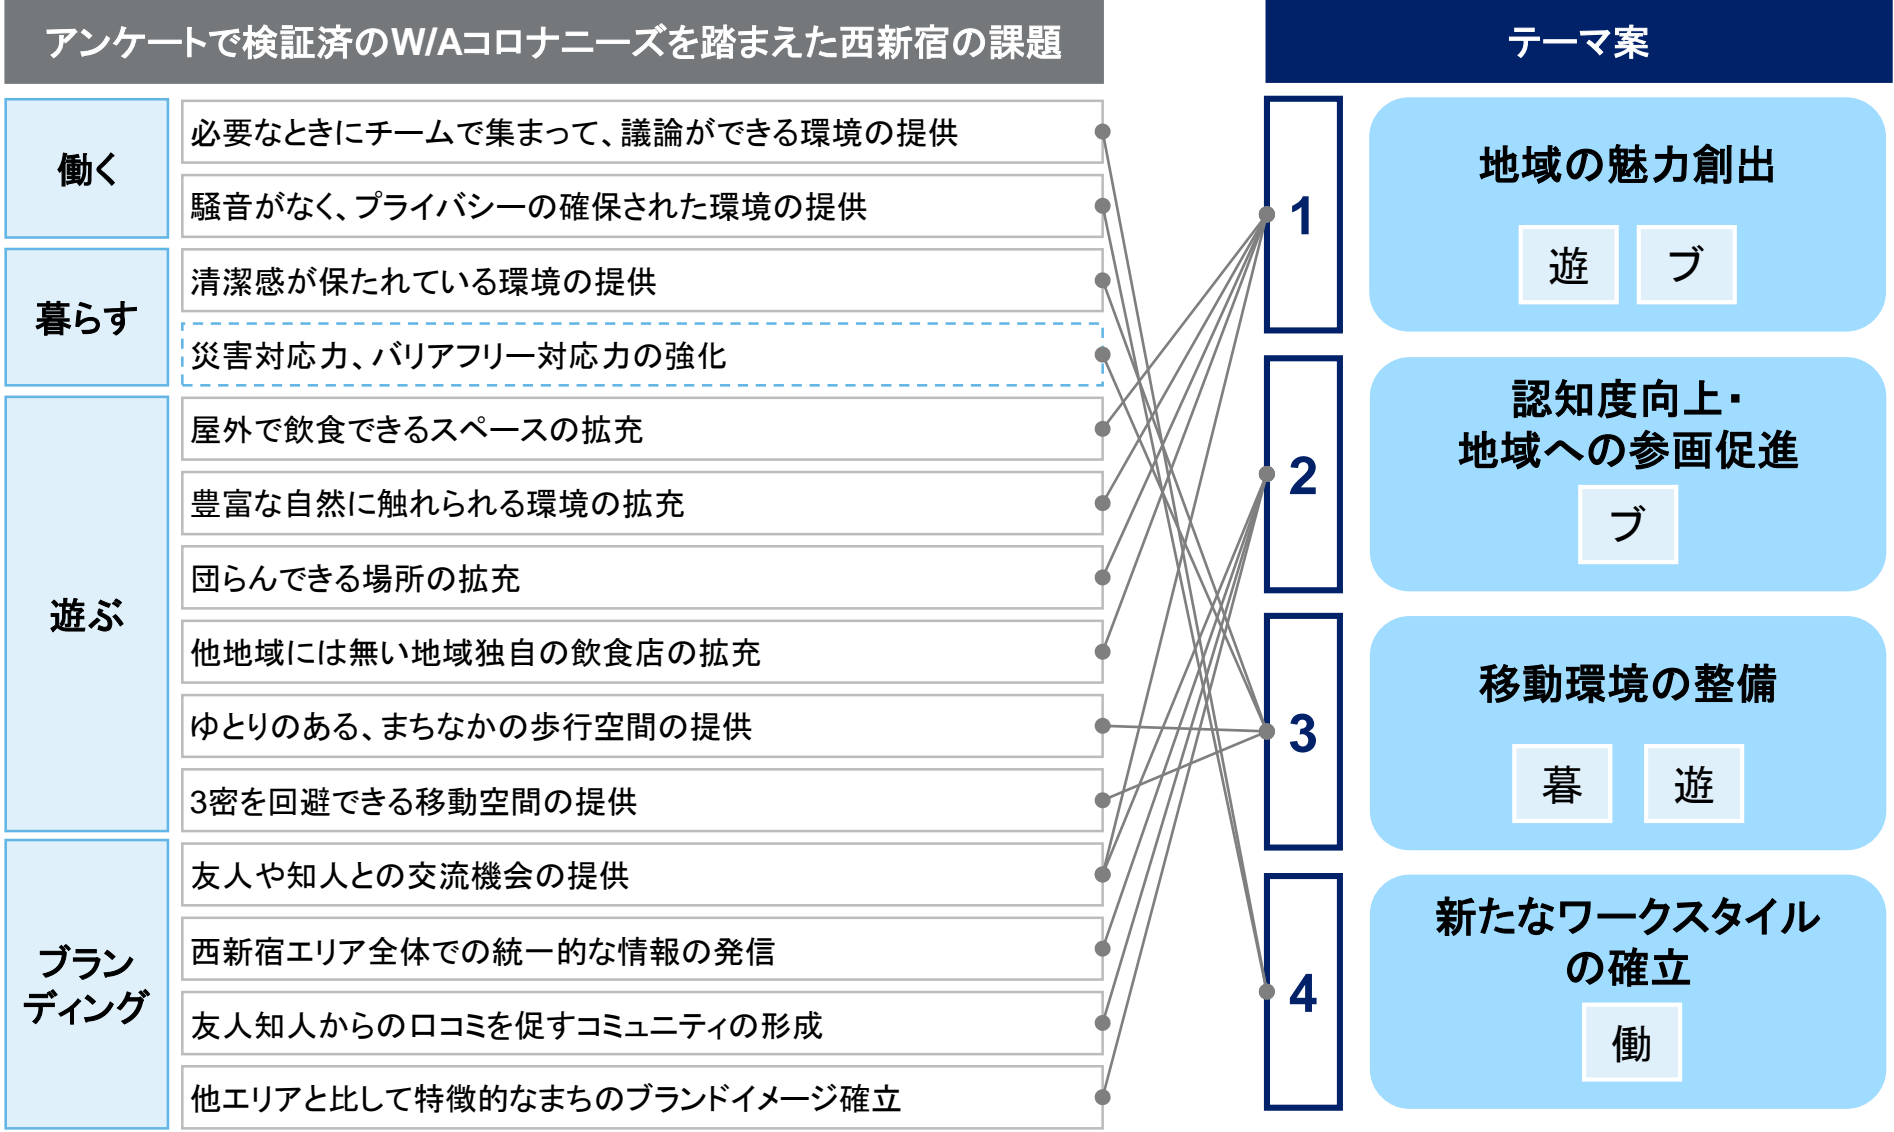 アンケートで検証済のW/Aコロナニーズを踏まえた西新宿の課題
働く
必要なときにチームで集まって、議論ができる環境の提供
騒音がなく、プライバシーの確保された環境の提供
暮らす
清潔感が保たれている環境の提供
災害対応力、バリアフリー対応力の強化
遊ぶ
屋外で飲食できるスペースの拡充
豊富な自然に触れられる環境の拡充
団らんできる場所の拡充
他地域には無い地域独自の飲食店の拡充
ゆとりのある、まちなかの歩行空間の提供
3密を回避できる移動空間の提供
ブラン
ディング
友人や知人との交流機会の提供
西新宿エリア全体での統一的な情報の発信
友人知人からの口コミを促すコミュニティの形成
他エリアと比して特徴的なまちのブランドイメージ確立
テーマ案
1
地域の魅力創出
遊 ブ
2
認知度向上・
地域への参画促進
ブ
3
移動環境の整備
暮 遊
4
新たなワークスタイル
の確立
働